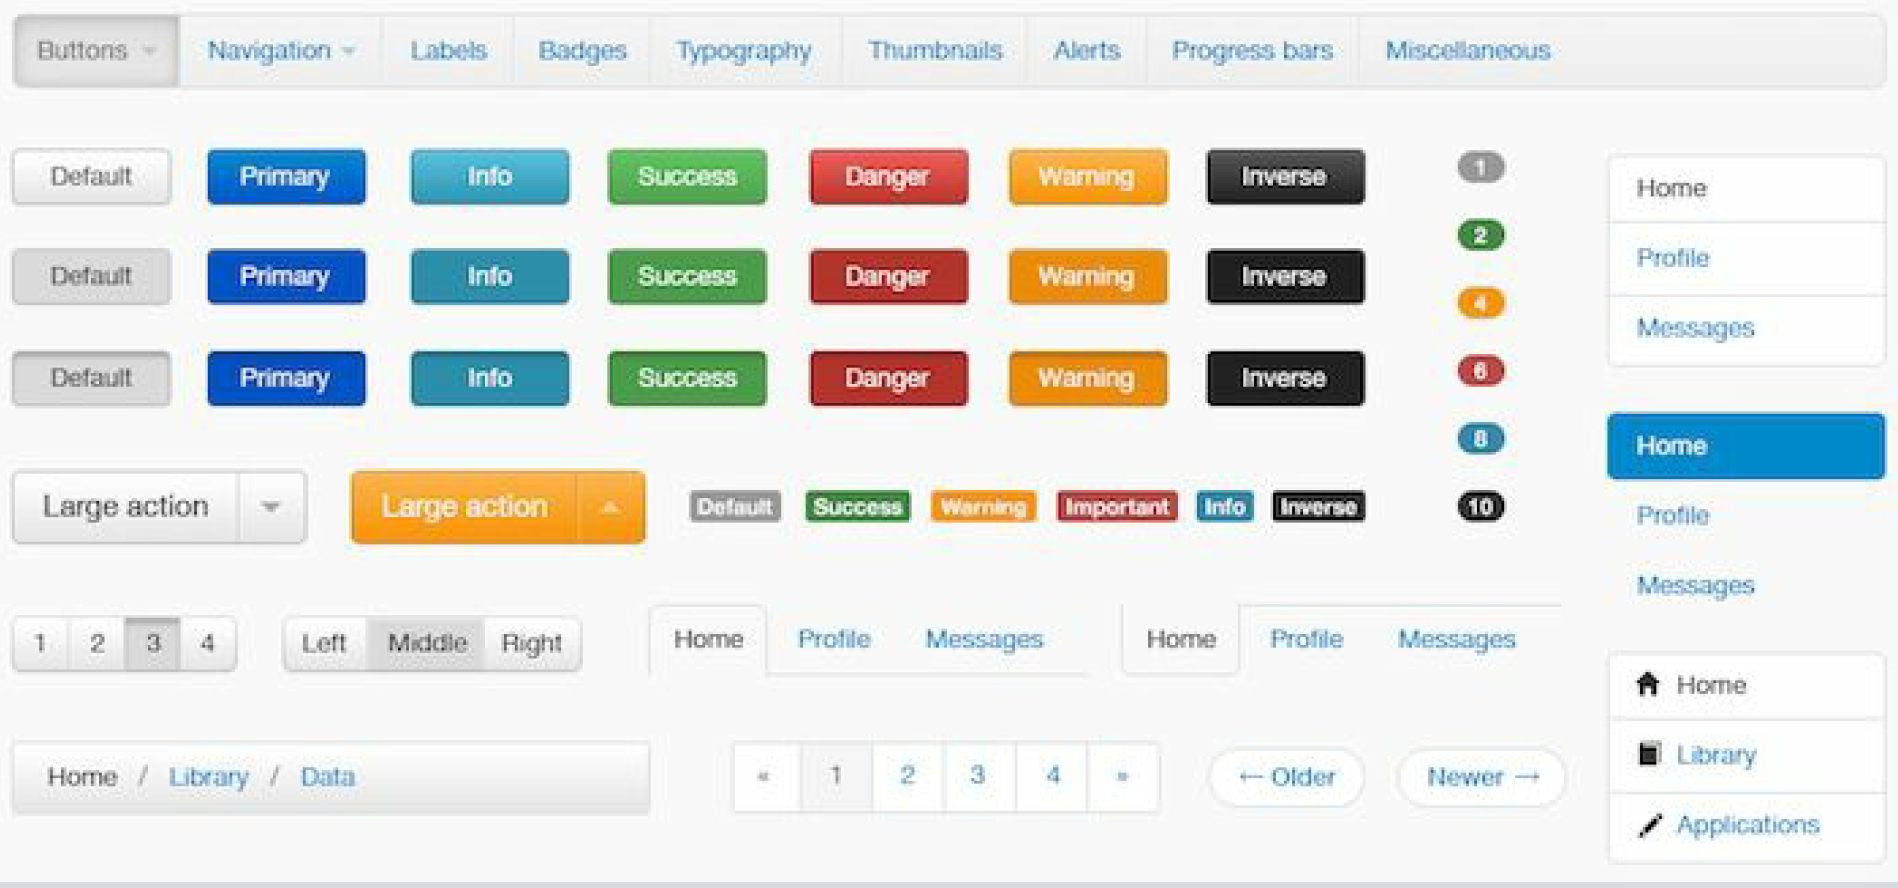 Buttons Navigation Labels Badges Typography Thumbnails Alerts Progress bars Miscellaneous
Default Primary Info Success Danger Warning Inverse
1
Home
2
Default Primary Info Success Danger Warning Inverse
Profile
4
Messages
Default Primary Info Success Danger Warning Inverse
6
8
Home
Large action Large action Default Success Warning Important Info Inverse
10
Profile
Messages
1 2 3 4 Left Middle Right Home Profile Messages Home Profile Messages
Home
Library
Home / Library / Data « 1 2 3 4 » ← Older Newer →
Applications